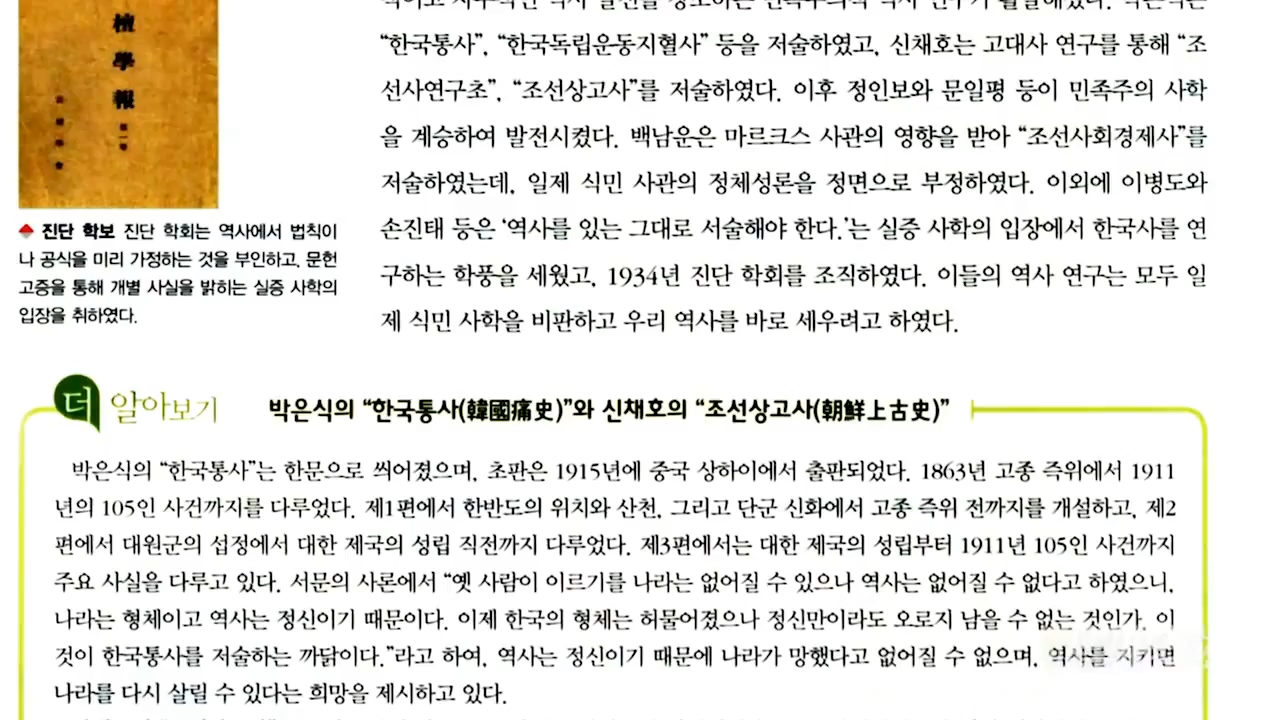 檀
學
報
“한국통사”, “한국독립운동지혈사” 등을 저술하였고, 신채호는 고대사 연구를 통해 “조
선사연구초”, “조선상고사”를 저술하였다. 이후 정인보와 문일평 등이 민족주의 사학
을 계승하여 발전시켰다. 백남운은 마르크스 사관의 영향을 받아 “조선사회경제사”를
저술하였는데, 일제 식민 사관의 정체성론을 정면으로 부정하였다. 이외에 이병도와
손진태 등은 ‘역사를 있는 그대로 서술해야 한다.’는 실증 사학의 입장에서 한국사를 연
구하는 학풍을 세웠고, 1934년 진단 학회를 조직하였다. 이들의 역사 연구는 모두 일
제 식민 사학을 비판하고 우리 역사를 바로 세우려고 하였다.
진단 학보 진단 학회는 역사에서 법칙이
나 공식을 미리 가정하는 것을 부인하고, 문헌
고증을 통해 개별 사실을 밝히는 실증 사학의
입장을 취하였다.
더 알아보기 박은식의 “한국통사(韓國痛史)”와 신채호의 “조선상고사(朝鮮上古史)”
박은식의 “한국통사”는 한문으로 씌어졌으며, 초판은 1915년에 중국 상하이에서 출판되었다. 1863년 고종 즉위에서 1911
년의 105인 사건까지를 다루었다. 제1편에서 한반도의 위치와 산천, 그리고 단군 신화에서 고종 즉위 전까지를 개설하고, 제2
편에서 대원군의 섭정에서 대한 제국의 성립 직전까지 다루었다. 제3편에서는 대한 제국의 성립부터 1911년 105인 사건까지
주요 사실을 다루고 있다. 서문의 사론에서 “옛 사람이 이르기를 나라는 없어질 수 있으나 역사는 없어질 수 없다고 하였으니,
나라는 형체이고 역사는 정신이기 때문이다. 이제 한국의 형체는 허물어졌으나 정신만이라도 오로지 남을 수 없는 것인가. 이
것이 한국통사를 저술하는 까닭이다.”라고 하여, 역사는 정신이기 때문에 나라가 망했다고 없어질 수 없으며, 역사를 지키면
나라를 다시 살릴 수 있다는 희망을 제시하고 있다.